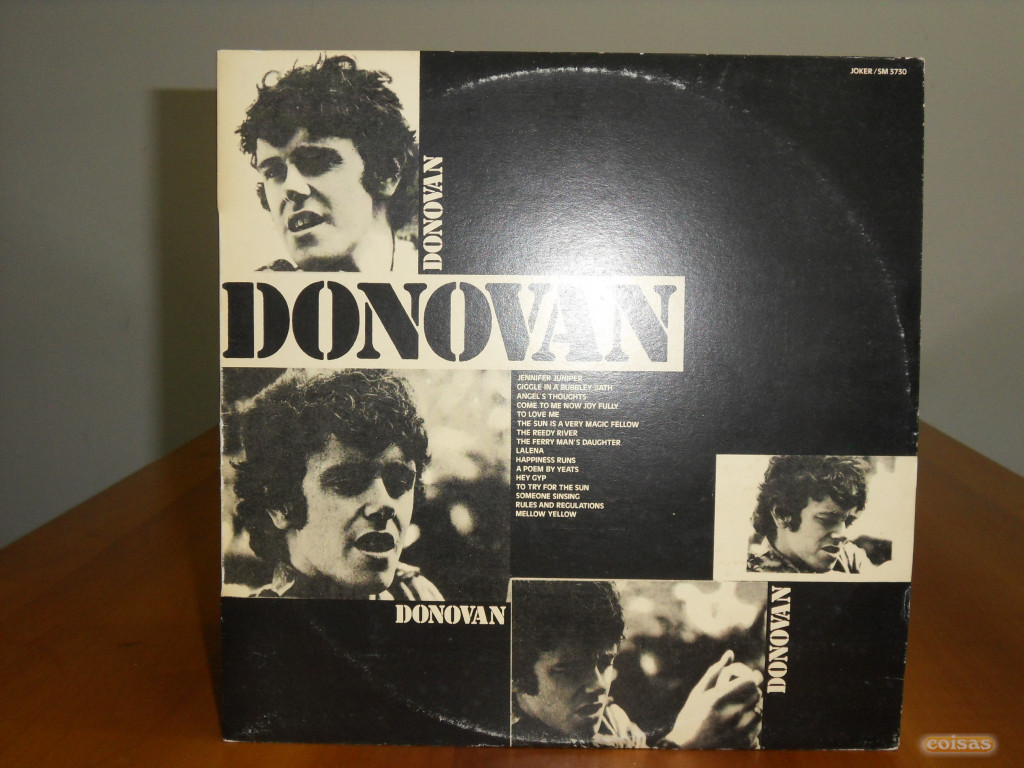 JOKER / SM 3730
DONOVAN
DONOVAN
JENNIFER JUNIPER
GIGGLE IN A BUBBLEY BATH
ANGEL'S THOUGHTS
COME TO ME NOW JOY FULLY
TO LOVE ME
THE SUN IS A VERY MAGIC FELLOW
THE REEDY RIVER
THE FERRY MAN'S DAUGHTER
LALENA
HAPPINESS RUNS
A POEM BY YEATS
HEY GYP
TO TRY FOR THE SUN
SOMEONE SINSING
RULES AND REGULATIONS
MELLOW YELLOW
DONOVAN
DONOVAN
coisas